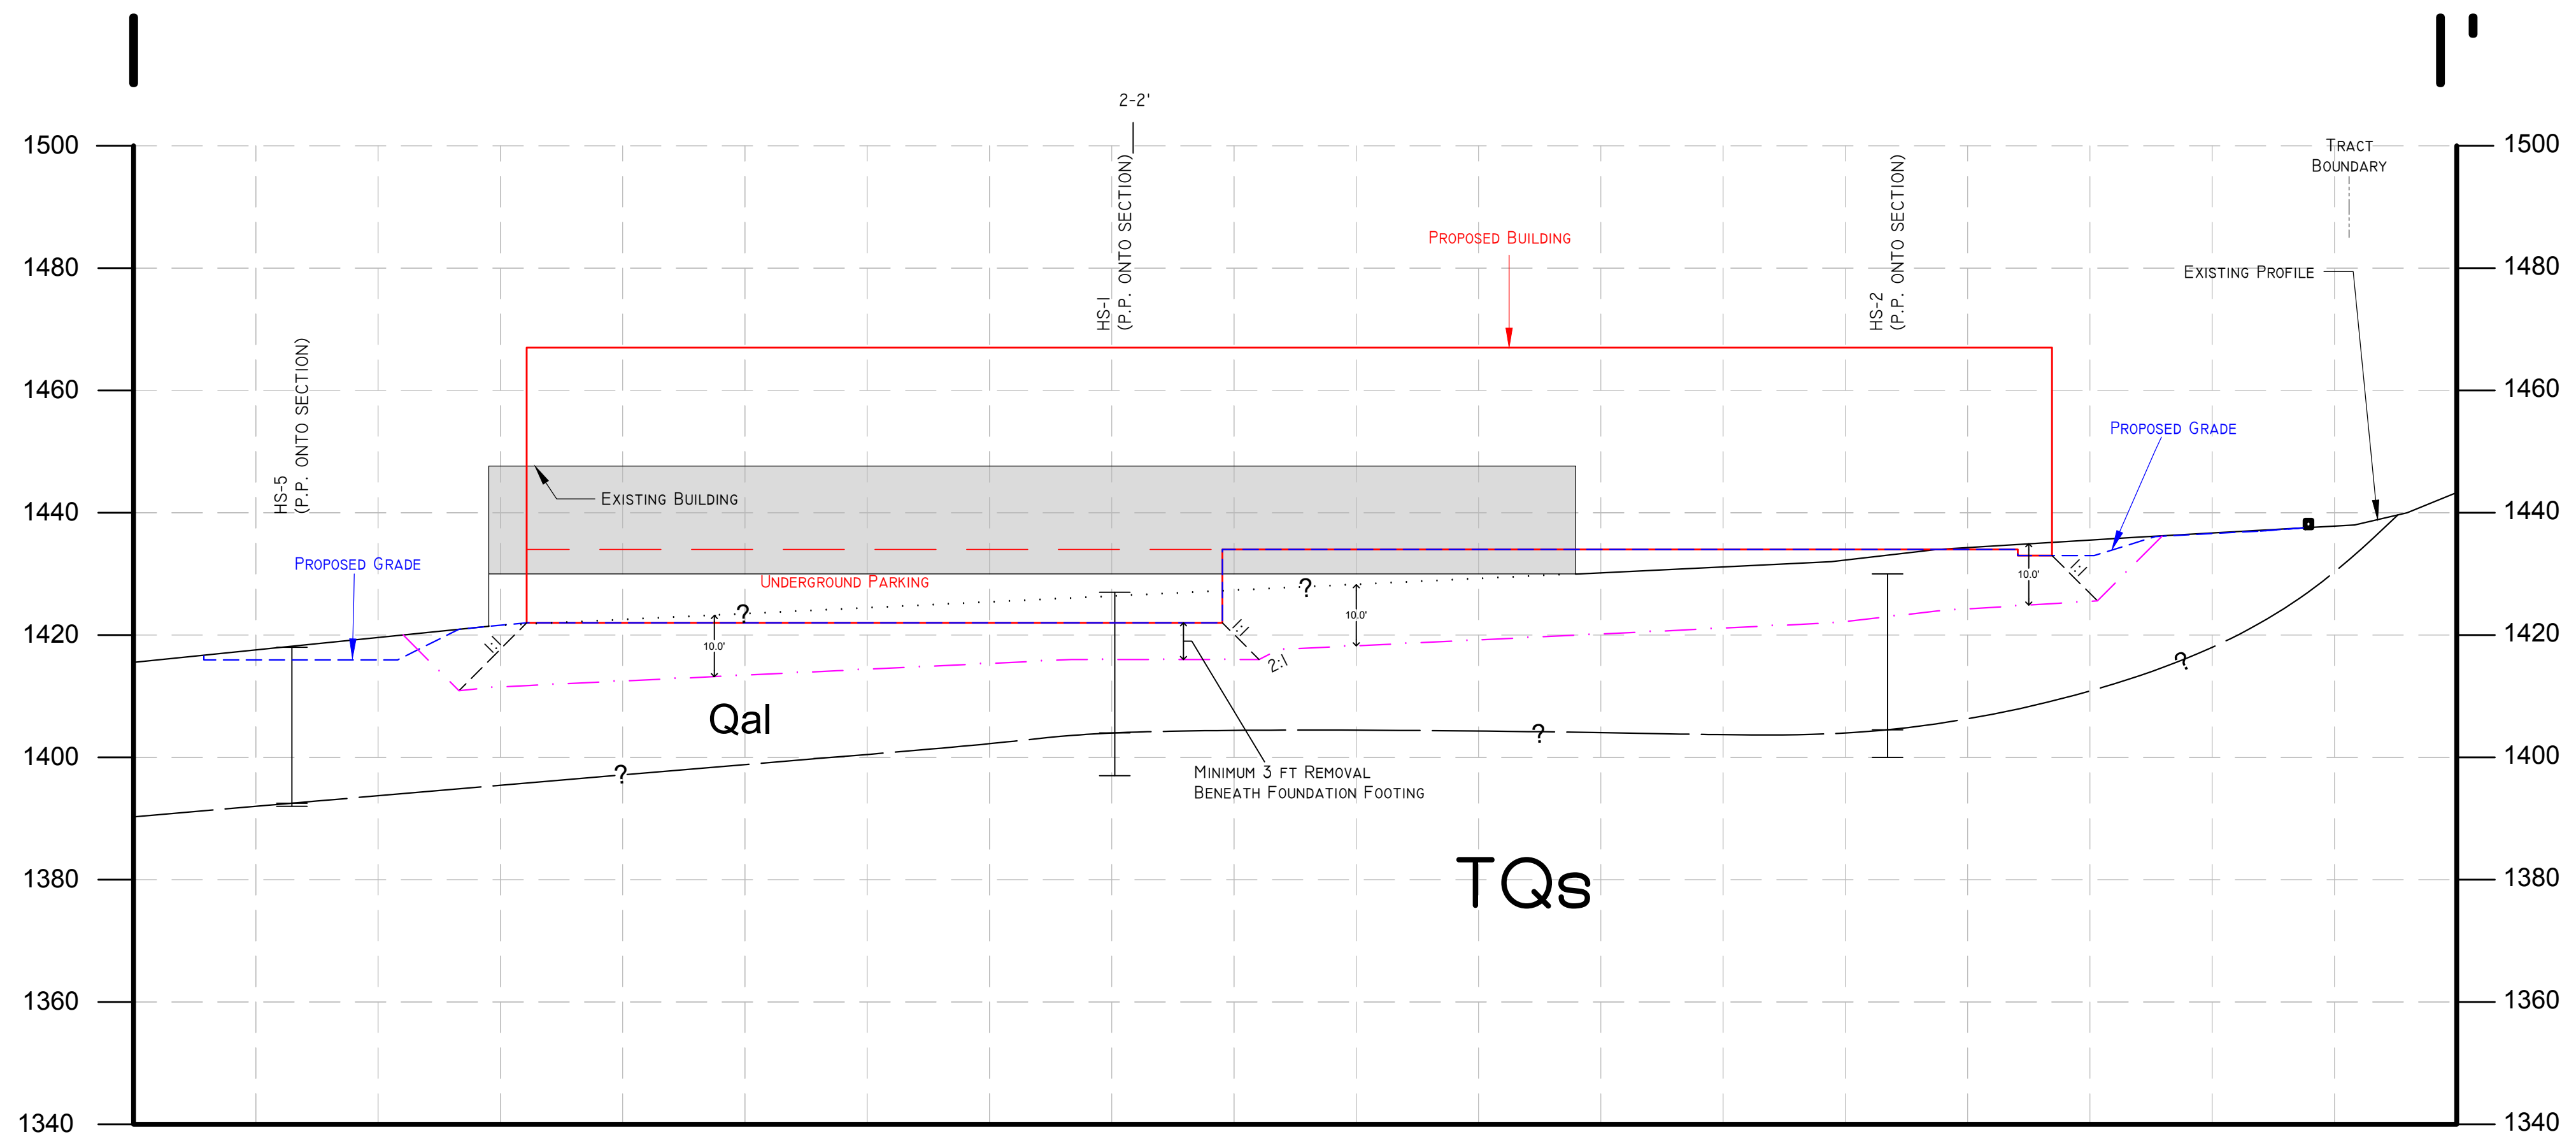 I I'
2-2'
1500 1500
TRACT
BOUNDARY
HS-1
(P.P. ONTO SECTION)
HS-2
(P.P. ONTO SECTION)
PROPOSED BUILDING
1480 1480
EXISTING PROFILE
HS-5
(P.P. ONTO SECTION)
1460 1460
PROPOSED GRADE
EXISTING BUILDING
1440 1440
PROPOSED GRADE
UNDERGROUND PARKING
? ?
10.0' 10.0' 10.0'
1:1 1:1 1:1
2:1
1420 1420
?
Qal
? ?
1400 1400
MINIMUM 3 FT REMOVAL
BENEATH FOUNDATION FOOTING
1380 1380
TQs
1360 1360
1340 1340